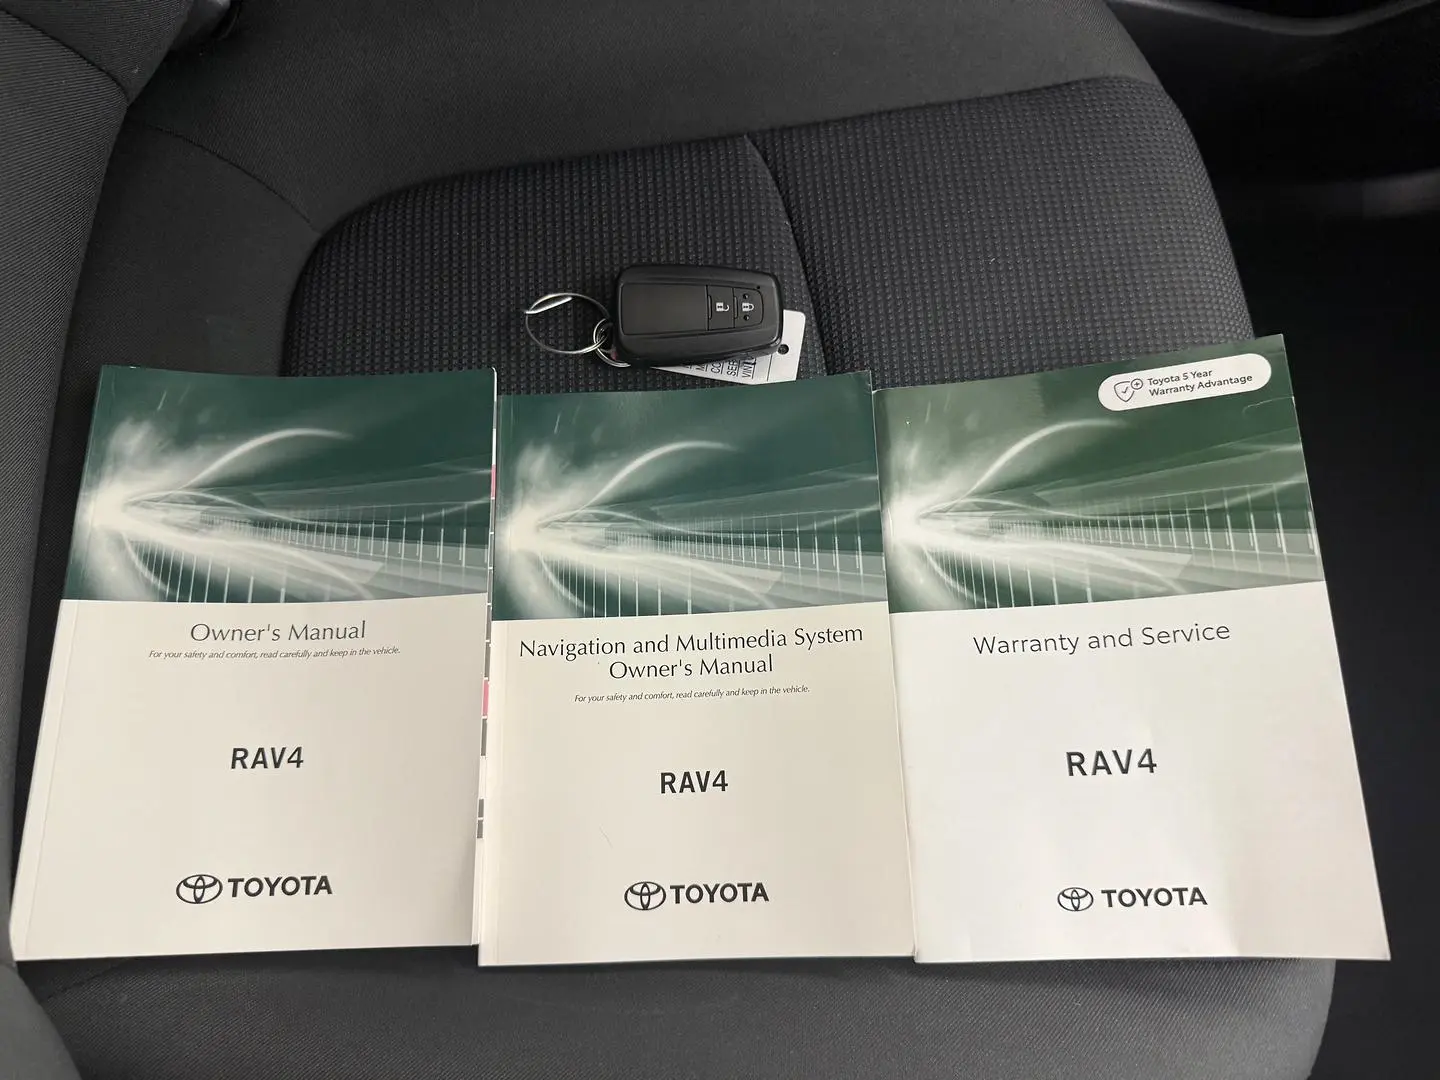 Toyota 5 Year
Warranty Advantage
Owner's Manual
For your safety and comfort, read carefully and keep in the vehicle.
RAV4
TOYOTA
Navigation and Multimedia System
Owner's Manual
For your safety and comfort, read carefully and keep in the vehicle.
RAV4
TOYOTA
Warranty and Service
RAV4
TOYOTA